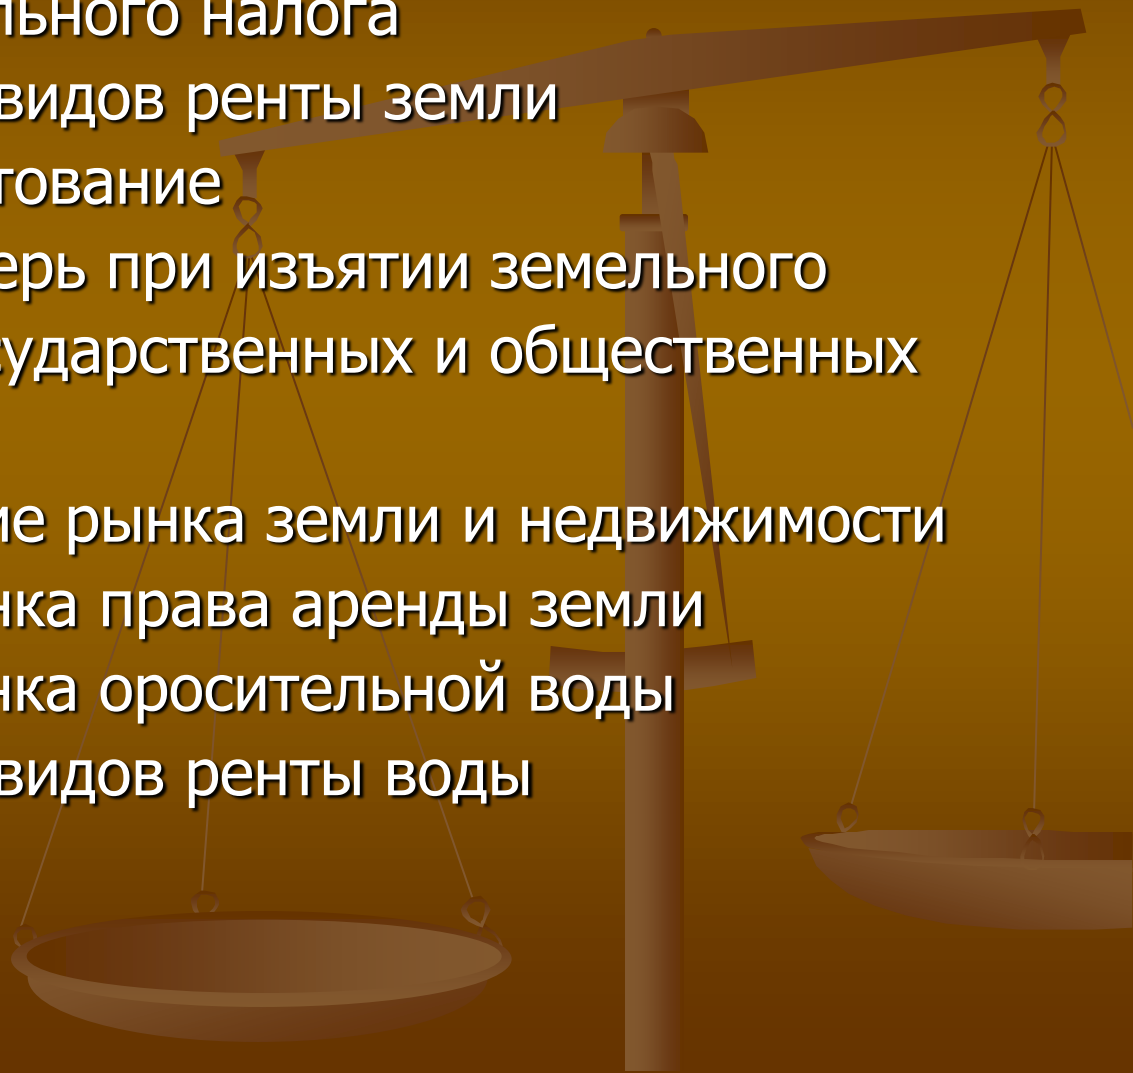 льного налога
видов ренты земли
тование
ерь при изъятии земельного
сударственных и общественных
ие рынка земли и недвижимости
нка права аренды земли
нка оросительной воды
видов ренты воды